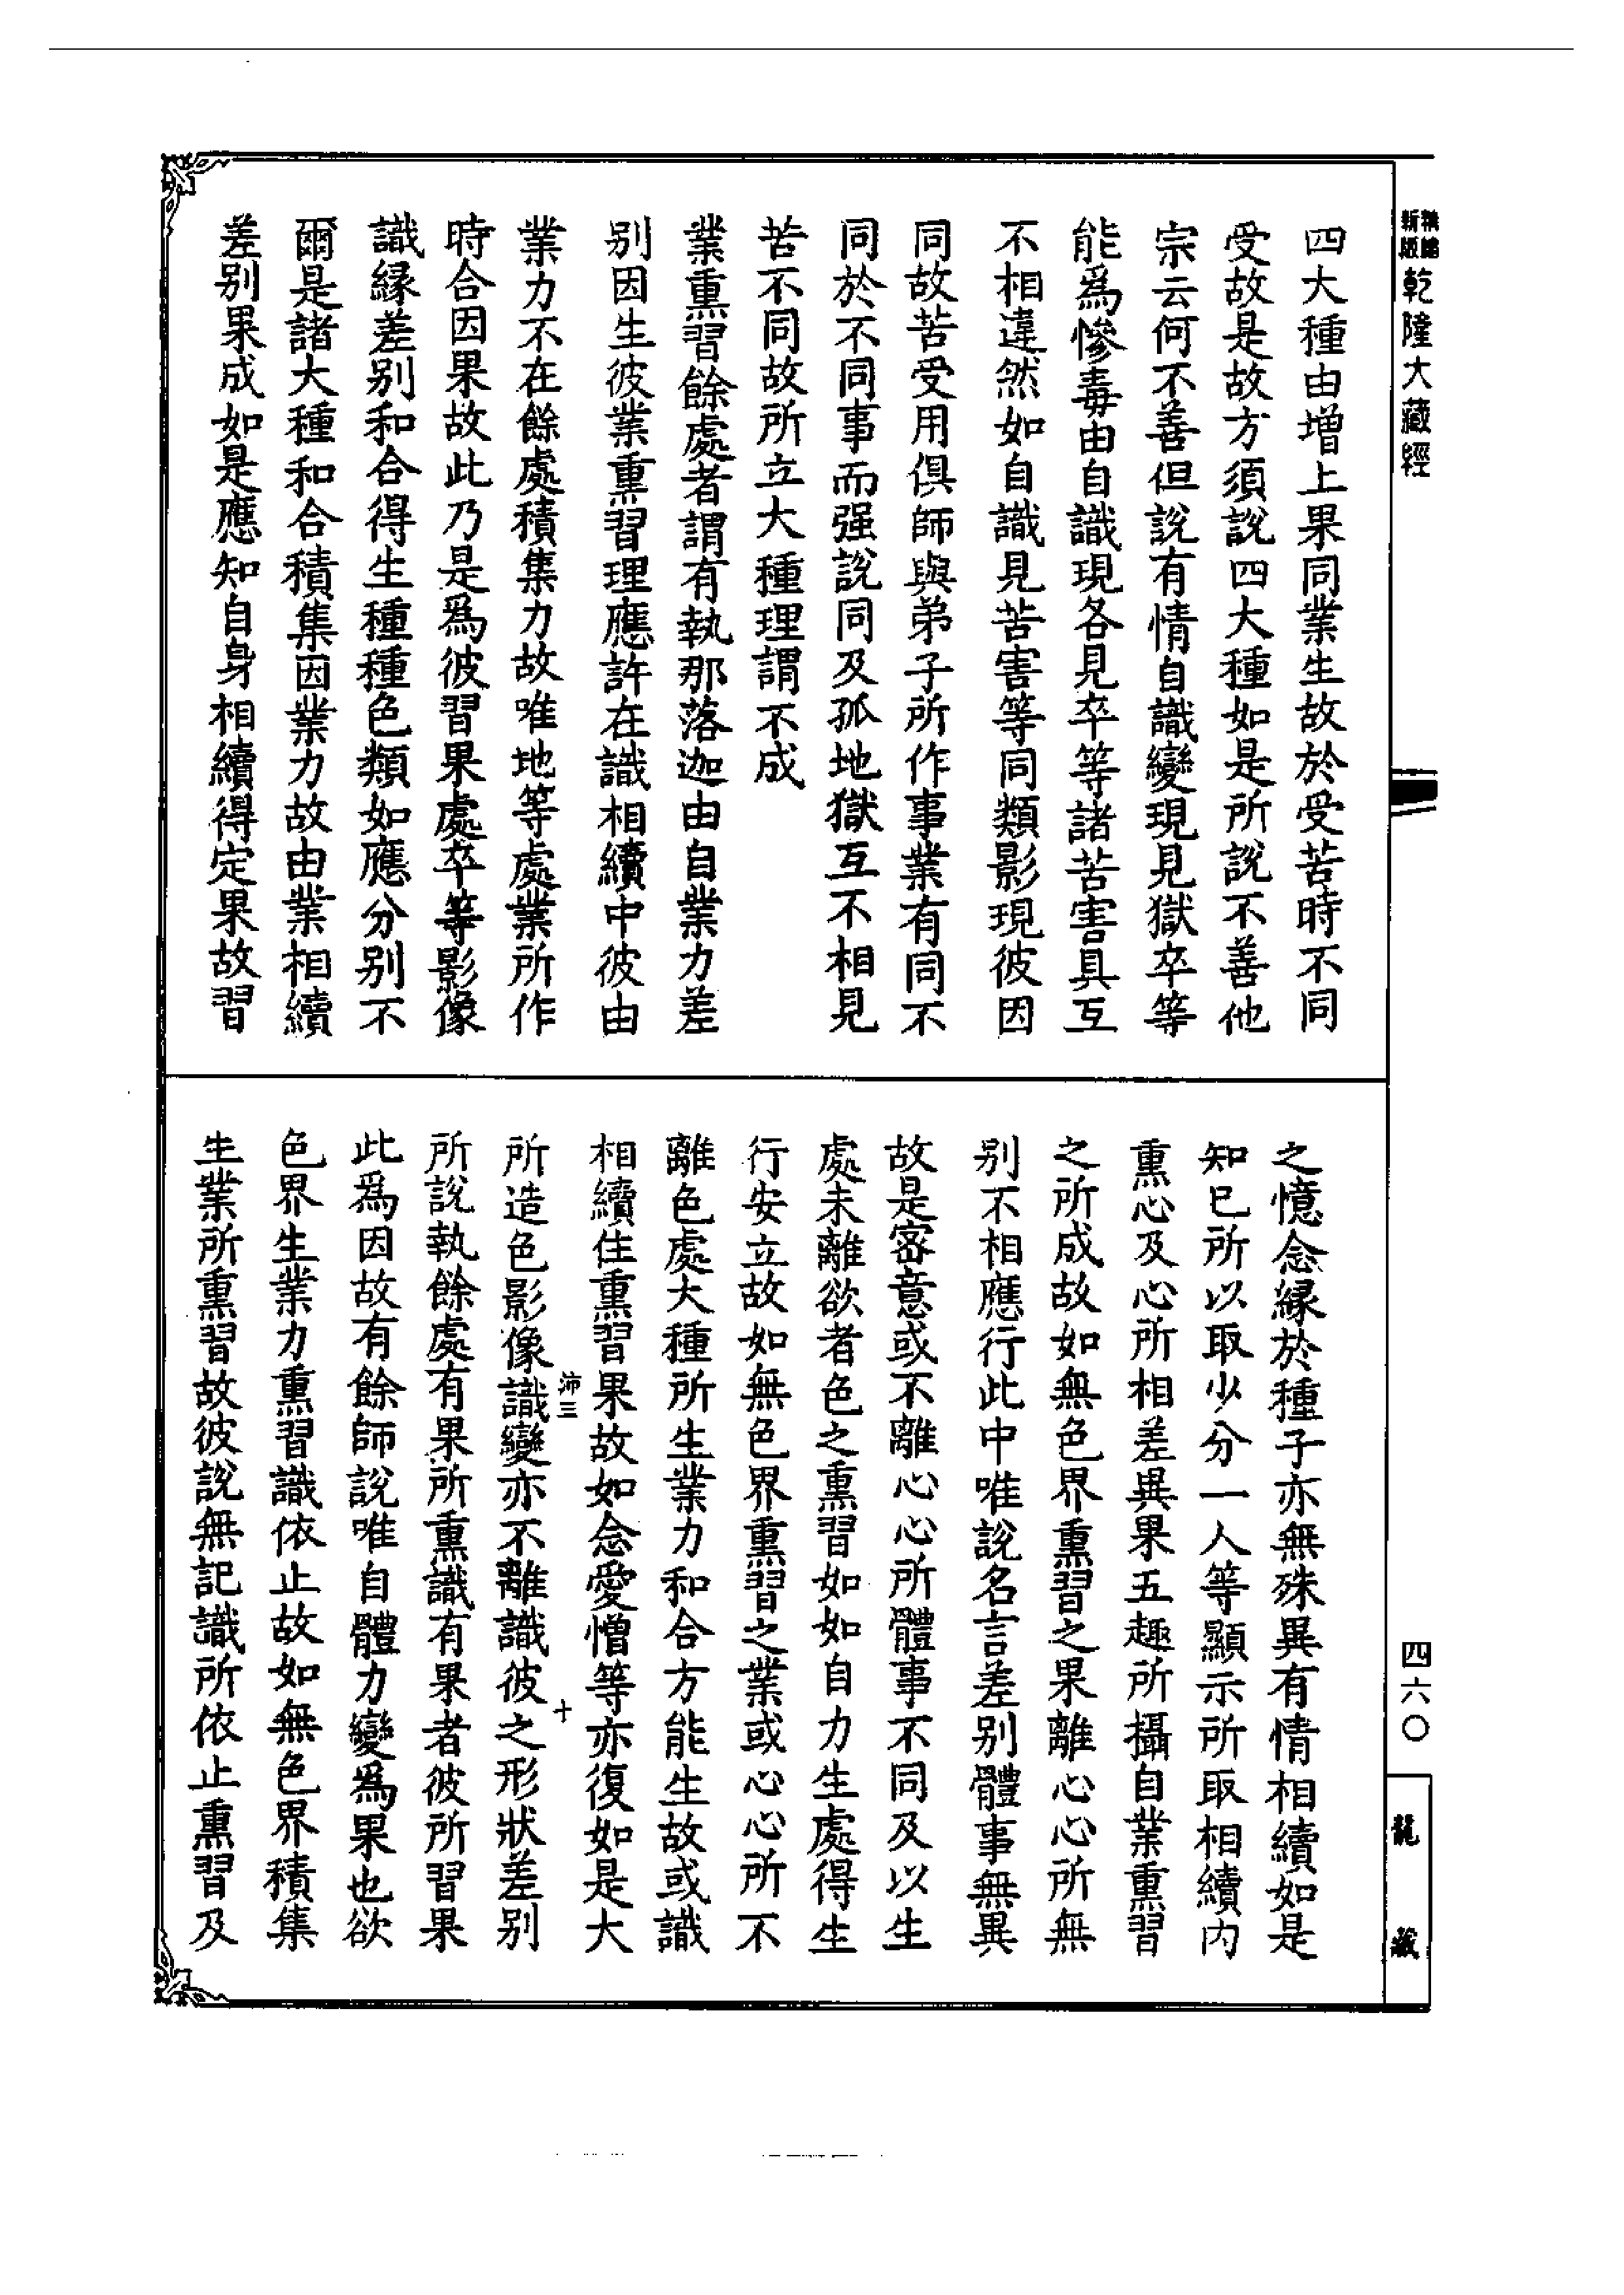 精縮
新版
乾隆大藏經
四大種由增上果同業生故於受苦時不同
受故是故方須說四大種如是所說不善他
宗云何不善但說有情自識變現見獄卒等
能爲慘毒由自識現各見卒等諸苦害具互
不相違然如自識見苦害等同類影現彼因
同故苦受用俱師與弟子所作事業有同不
同於不同事而强說同及孤地獄互不相見
苦不同故所立大種理謂不成
業熏習餘處者謂有執那落迦由自業力差
别因生彼業熏習理應許在識相續中彼由
業力不在餘處積集力故唯地等處業所作
時合因果故此乃是爲彼習果處卒等影像
識緣差别和合得生種種色類如應分别不
爾是諸大種和合積集因業力故由業相續
差别果成如是應知自身相續得定果故習
之憶念緣於種子亦無殊異有情相續如是
知已所以取少分一人等顯示所取相續内
熏心及心所相差異果五趣所攝自業熏習
之所成故如無色界熏習之果離心心所無
别不相應行此中唯說名言差别體事無異
故是密意或不離心心所體事不同及以生
處未離欲者色之熏習如如自力生處得生
行安立故如無色界熏習之業或心心所不
離色處大種所生業力和合方能生故或識
相續住熏習果故如念愛憎等亦復如是大
沛三
十
所造色影像識變亦不離識彼之形狀差别
所說執餘處有果所熏識有果者彼所習果
此爲因故有餘師說唯自體力變爲果也欲
色界生業力熏習識依止故如無色界積集
生業所熏習故彼說無記識所依止熏習及
四六〇
龍藏